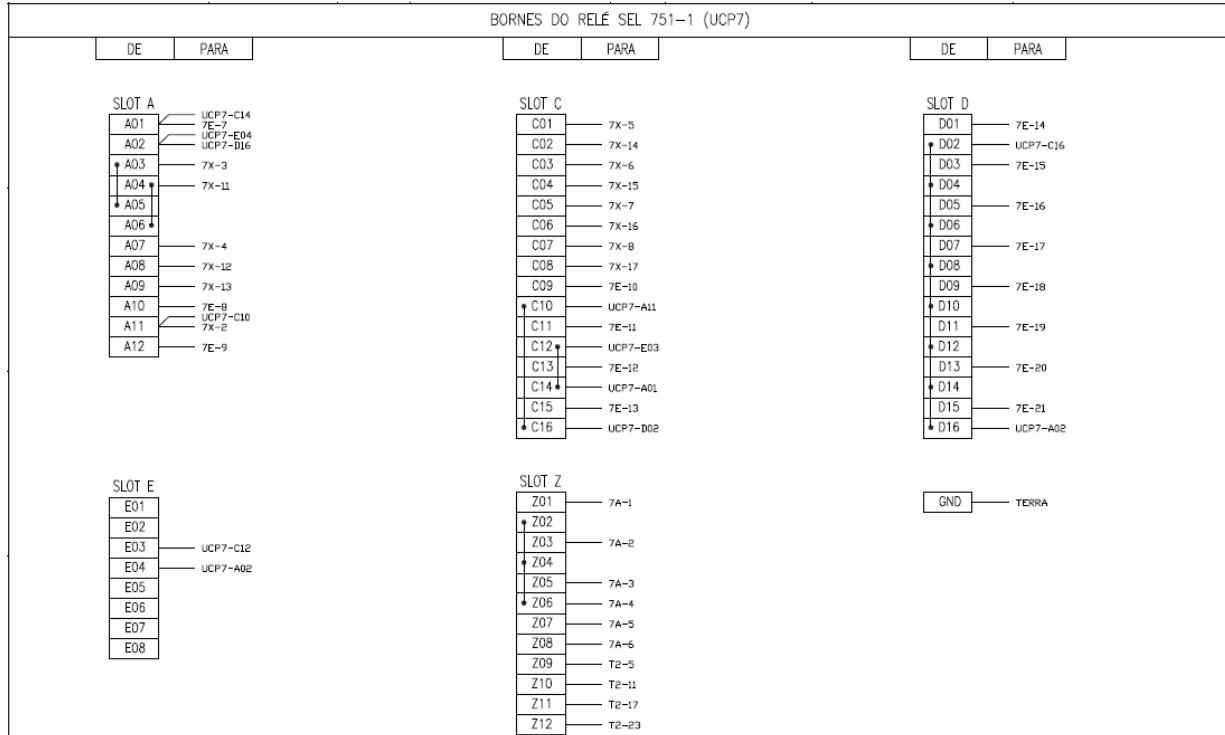 BORNES DO RELÉ SEL 751-1 (UCP7)
DE PARA
DE PARA
DE PARA
SLOT A
UCP7-C14
A01 7E-7
UCP7-E04
A02 UCP7-D16
A03 7X-3
A04 7X-11
A05
A06
A07 7X-4
A08 7X-12
A09 7X-13
A10 7E-8
UCP7-C10
A11 7X-2
A12 7E-9
SLOT C
C01 7X-5
C02 7X-14
C03 7X-6
C04 7X-15
C05 7X-7
C06 7X-16
C07 7X-8
C08 7X-17
C09 7E-10
C10 UCP7-A11
C11 7E-11
C12 UCP7-E03
C13 7E-12
C14 UCP7-A01
C15 7E-13
C16 UCP7-D02
SLOT D
D01 7E-14
D02 UCP7-C16
D03 7E-15
D04
D05 7E-16
D06
D07 7E-17
D08
D09 7E-18
D10
D11 7E-19
D12
D13 7E-20
D14
D15 7E-21
D16 UCP7-A02
SLOT E
E01
E02
E03 UCP7-C12
E04 UCP7-A02
E05
E06
E07
E08
SLOT Z
Z01 7A-1
Z02
Z03 7A-2
Z04
Z05 7A-3
Z06 7A-4
Z07 7A-5
Z08 7A-6
Z09 T2-5
Z10 T2-11
Z11 T2-17
Z12 T2-23
GND TERRA